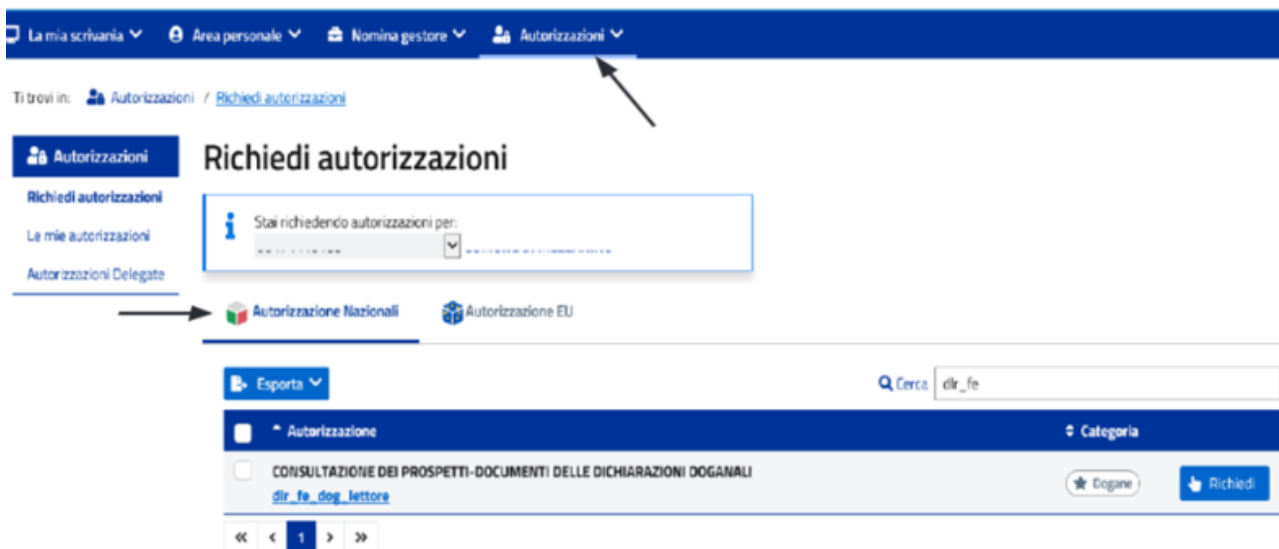 La mia scrivania Area personale Nomina gestore Autorizzazioni
Ti trovi in: Autorizzazioni / Richiedi autorizzazioni
Autorizzazioni
Richiedi autorizzazioni
Le mie autorizzazioni
Autorizzazioni Delegate
Richiedi autorizzazioni
Stai richiedendo autorizzazioni per:
Autorizzazione Nazionali Autorizzazione EU
Esporta Cerca dlr_fe
Autorizzazione Categoria
CONSULTAZIONE DEI PROSPETTI-DOCUMENTI DELLE DICHIARAZIONI DOGANALI
dlr_fe_dog_lettore Dogane Richiedi
« < 1 > »